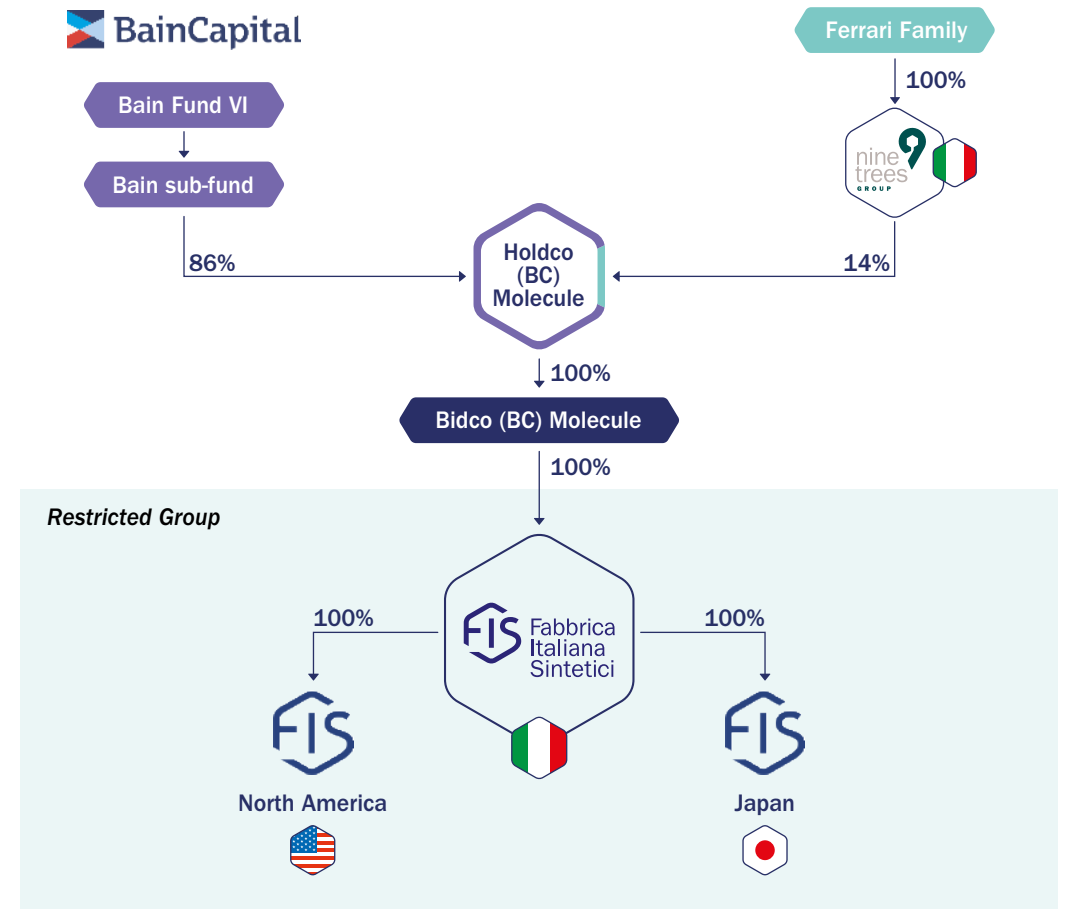 BainCapital
Ferrari Family
100%
Bain Fund VI
nine 9
trees
GROUP
Bain sub-fund
86%
Holdco
(BC)
Molecule
14%
100%
Bidco (BC) Molecule
100%
Restricted Group
100%
FIS Fabbrica
Italiana
Sintetici
100%
FIS
North America
FIS
Japan